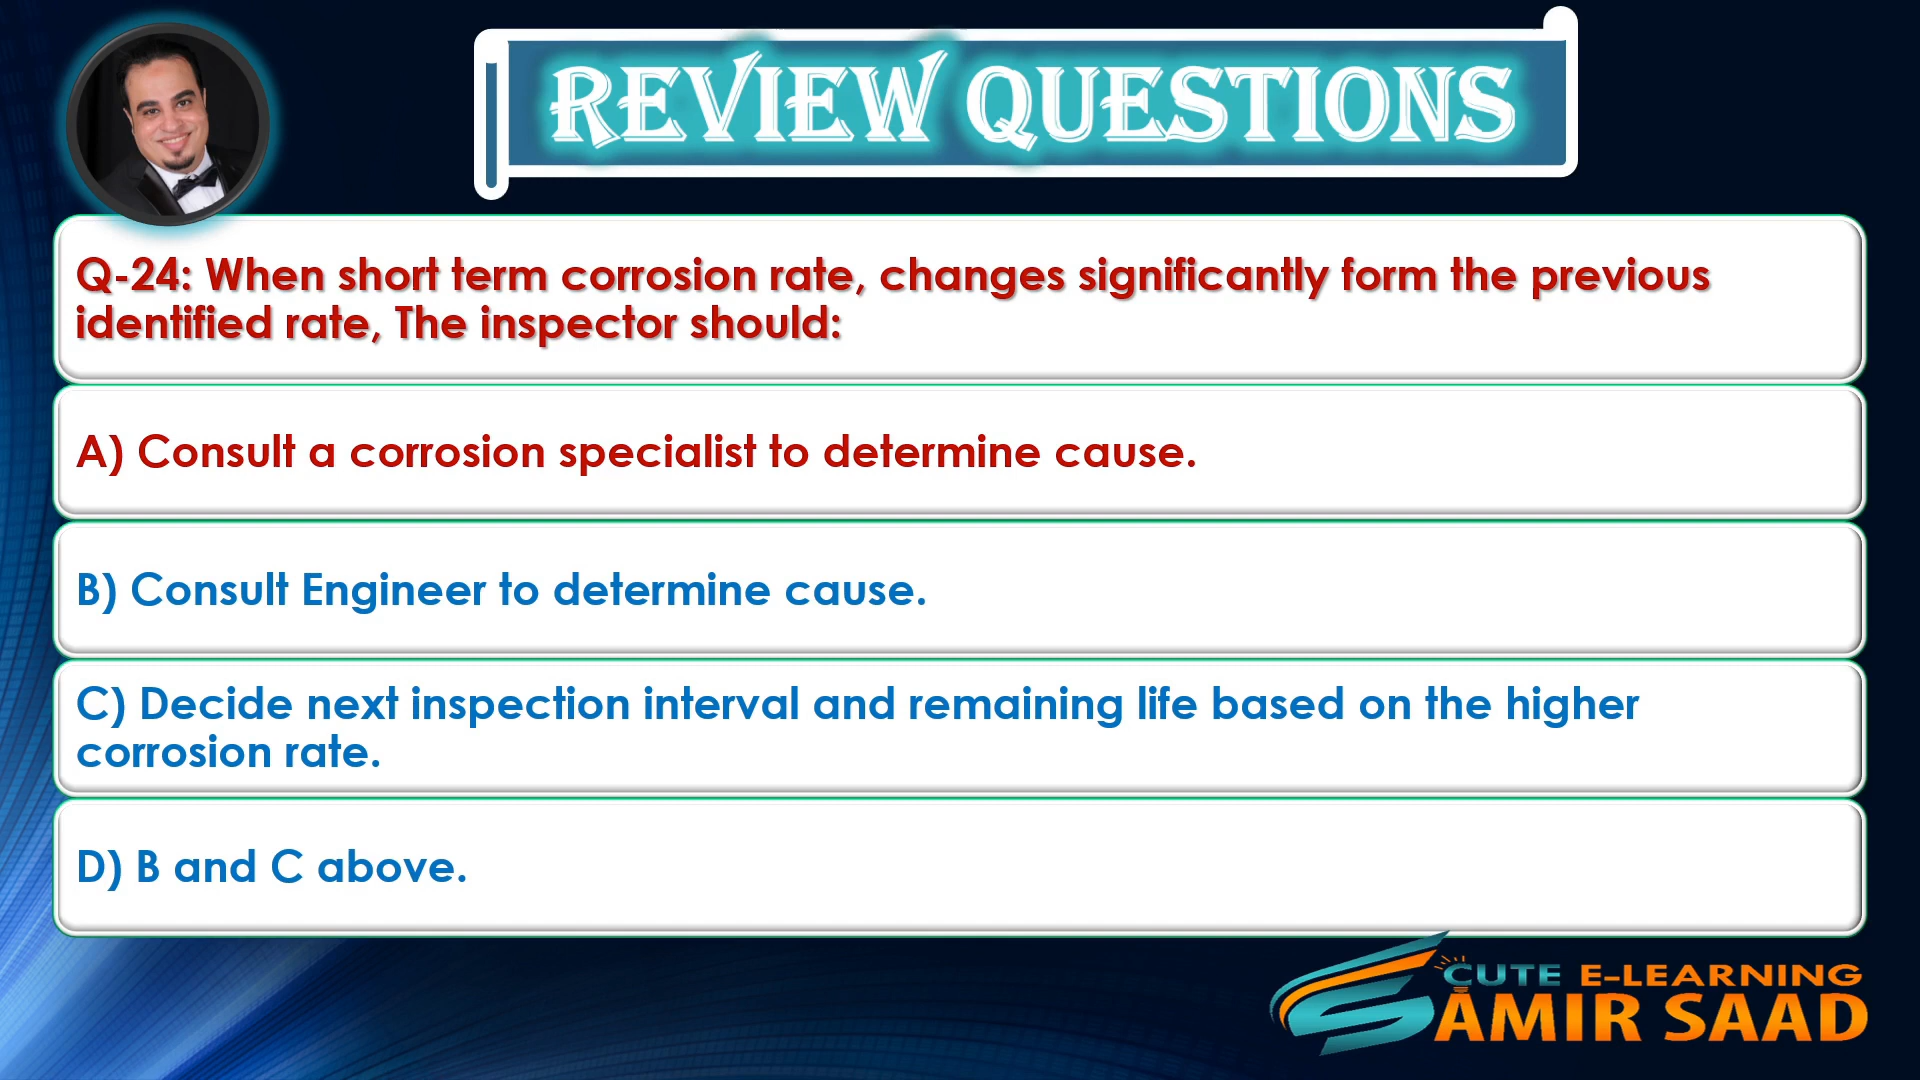 REVIEW QUESTIONS
Q-24: When short term corrosion rate, changes significantly form the previous
identified rate, The inspector should:
A) Consult a corrosion specialist to determine cause.
B) Consult Engineer to determine cause.
C) Decide next inspection interval and remaining life based on the higher
corrosion rate.
D) B and C above.
CUTE E-LEARNING
AMIR SAAD